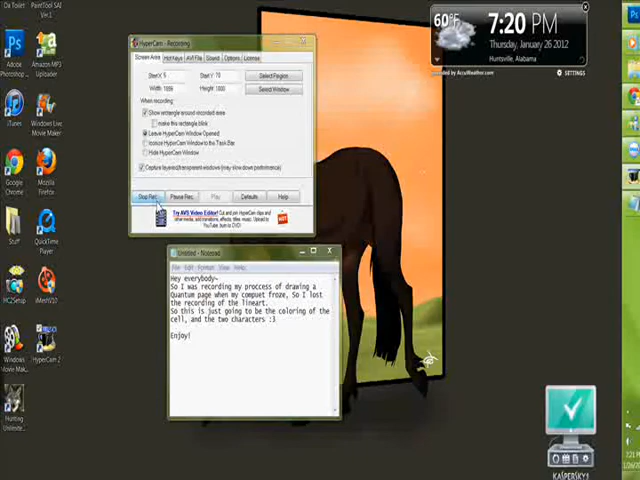 Da Toilet
PaintTool SAI
Ver.1
Adobe
Photoshop ...
Amazon MP3
Uploader
iTunes
Windows Live
Movie Maker
Google
Chrome
Mozilla
Firefox
Stuff
QuickTime
Player
HC2Setup
Windows
Movie Mak...
HyperCam 2
Hunting
Unlimite...
HyperCam - Recording
Screen Area
Hot Keys
AVI File
Sound
Options
License
Start X:
Start Y:
Select Region
Width
Height
Select Window
When recording
Show rectangle around recorded area
make this rectangle blink
Leave HyperCam Window Opened
Iconize HyperCam Window to the Task Bar
Hide HyperCam Window
Capture layered/transparent windows (may slow down performance)
Stop Rec.
Pause Rec.
Play
Defaults
Help
Try AVS Video Editor! Cut and join HyperCam clips and
other media, add transitions, effects, titles, music. Upload to
YouTube, burn to DVD!
60°F
7:20 PM
Thursday, January 26 2012
Huntsville, Alabama
provided by AccuWeather.com
SETTINGS
Untitled - Notepad
File Edit Format View Help
Hey everybody~
So I was recording my proccess of drawing a
Quantum page when my compuet froze, So I lost
the recording of the lineart.
So this is just going to be the coloring of the
cell, and the two characters :3
Enjoy!
KASPERSKY
7:21 PM